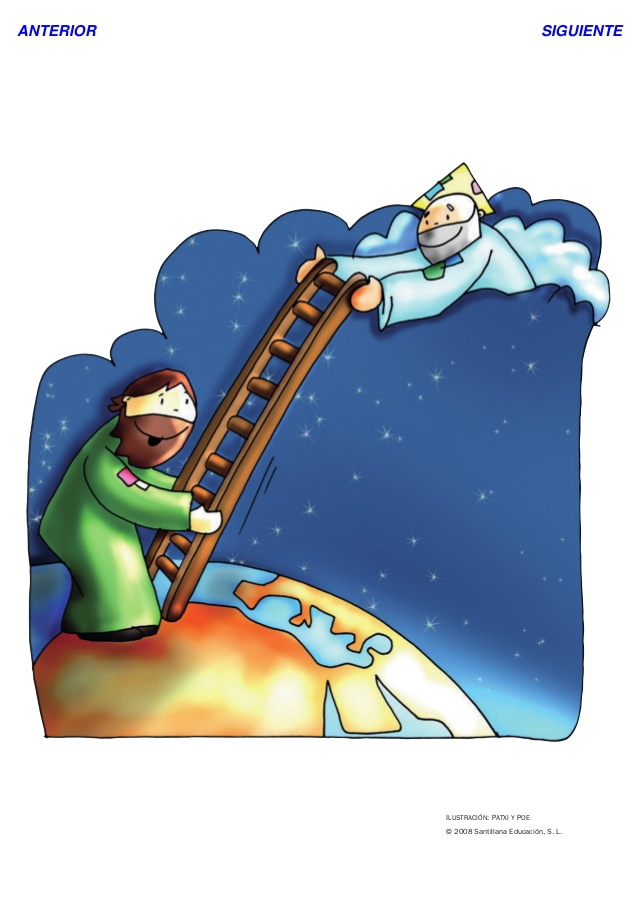 ANTERIOR
SIGUIENTE
ILUSTRACIÓN: PATXI Y POE
© 2008 Santillana Educación, S. L.